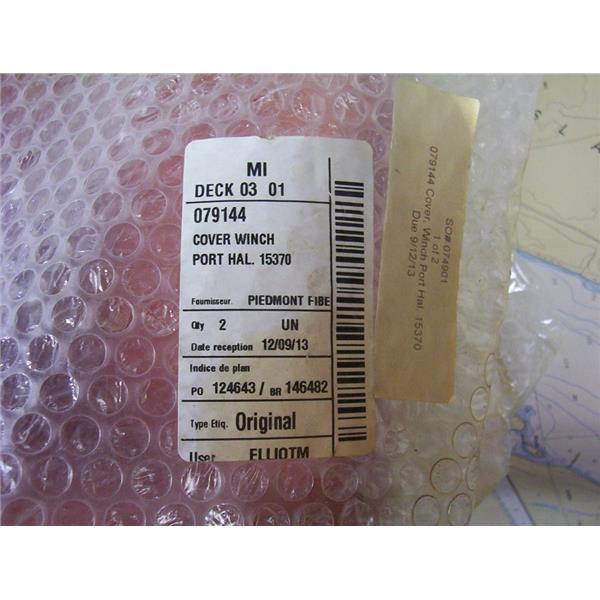 MI
DECK 03 01
079144
COVER WINCH
PORT HAL. 15370
Fournisseur. PIEDMONT FIBE
Qty 2 UN
Date reception 12/09/13
Indice de plan
PO 124643 / BR 146482
Type Etiq. Original
User ELLIOTM
SO# 074901
1 of 2
079144 Cover, Winch Port Hal. 15370
Due 9/12/13